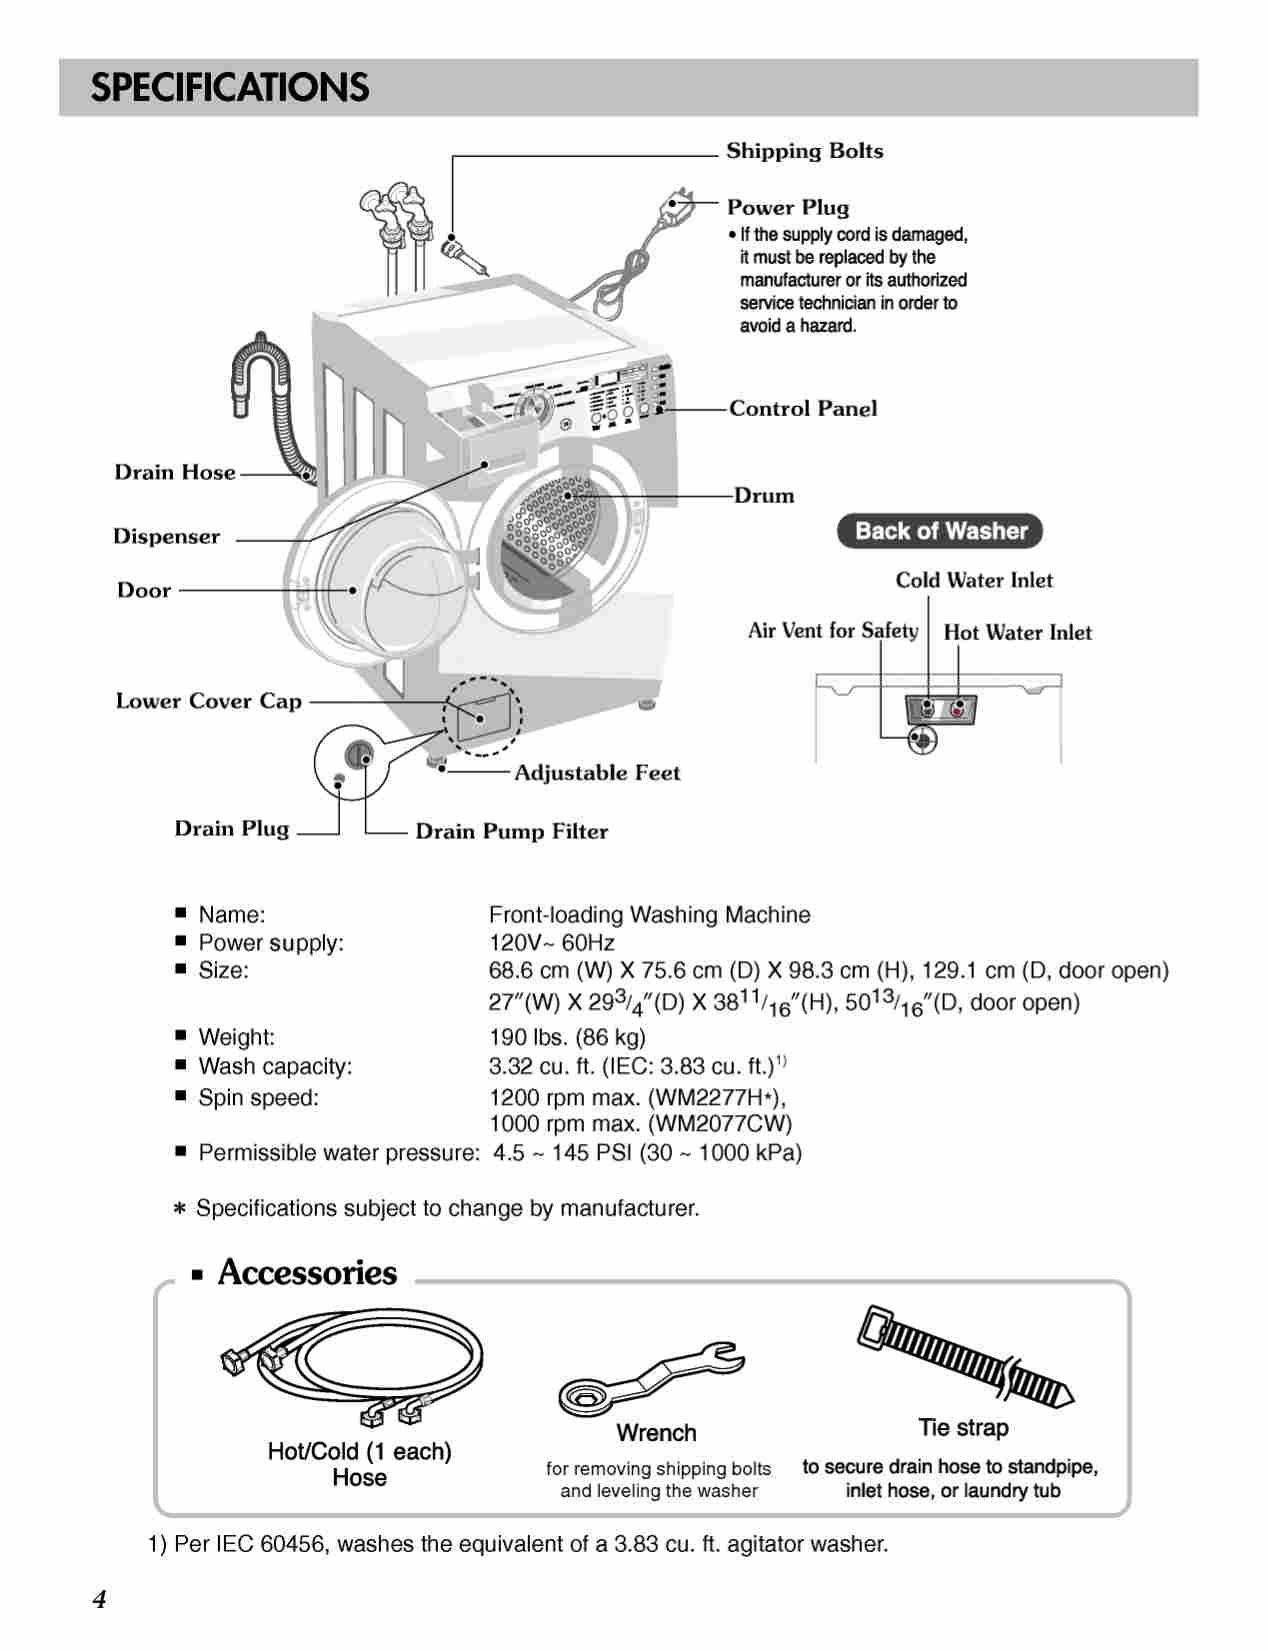 SPECIFICATIONS
Shipping Bolts
Power Plug
• If the supply cord is damaged,
it must be replaced by the
manufacturer or its authorized
service technician in order to
avoid a hazard.
Control Panel
Drain Hose
Drum
Dispenser
Back of Washer
Door
Cold Water Inlet
Air Vent for Safety
Hot Water Inlet
Lower Cover Cap
Adjustable Feet
Drain Plug
Drain Pump Filter
▪ Name: Front-loading Washing Machine
▪ Power supply: 120V~ 60Hz
▪ Size: 68.6 cm (W) X 75.6 cm (D) X 98.3 cm (H), 129.1 cm (D, door open)
27″(W) X 29 3/4″(D) X 38 11/16″(H), 50 13/16″(D, door open)
▪ Weight: 190 lbs. (86 kg)
▪ Wash capacity: 3.32 cu. ft. (IEC: 3.83 cu. ft.)1)
▪ Spin speed: 1200 rpm max. (WM2277H*),
1000 rpm max. (WM2077CW)
▪ Permissible water pressure: 4.5 ~ 145 PSI (30 ~ 1000 kPa)
* Specifications subject to change by manufacturer.
▪ Accessories
Hot/Cold (1 each)
Hose
Wrench
for removing shipping bolts
and leveling the washer
Tie strap
to secure drain hose to standpipe,
inlet hose, or laundry tub
1) Per IEC 60456, washes the equivalent of a 3.83 cu. ft. agitator washer.
4